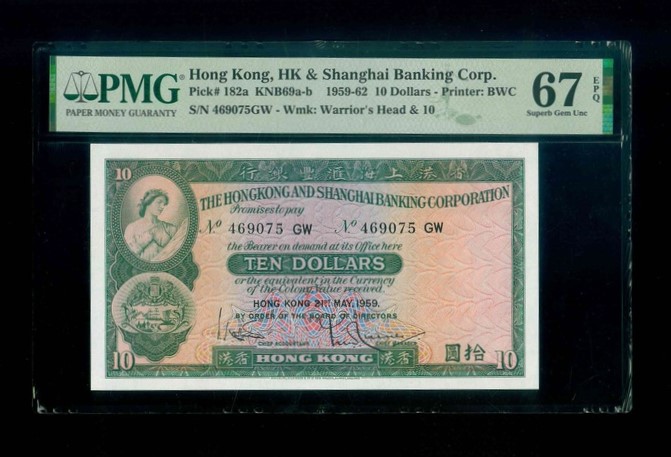 PMG
PAPER MONEY GUARANTY
Hong Kong, HK & Shanghai Banking Corp.
Pick# 182a KNB69a-b 1959-62 10 Dollars - Printer: BWC
S/N 469075GW - Wmk: Warrior's Head & 10
67 EPQ
Superb Gem Unc
10
行銀豐滙海上港香
THE HONGKONG AND SHANGHAI BANKING CORPORATION
Promises to pay
Nº 469075 GW Nº 469075 GW
the Bearer on demand at its Office here
TEN DOLLARS
or the equivalent in the Currency
of the Colony, Value received.
HONG KONG 21ST MAY, 1959.
BY ORDER OF THE BOARD OF DIRECTORS
CHIEF ACCOUNTANT CHIEF MANAGER
10 港香 HONG KONG 港香 圓拾 10